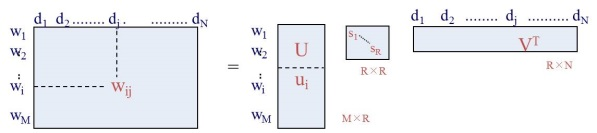 d1 d2 ........ dj . ........ dN
w1
w2
:
wi
wM
wij
=
w1
w2
:
wi
wM
U
ui
M×R
s1
sR
R×R
d1 d2 ........ dj ........ dN
VT
R×N